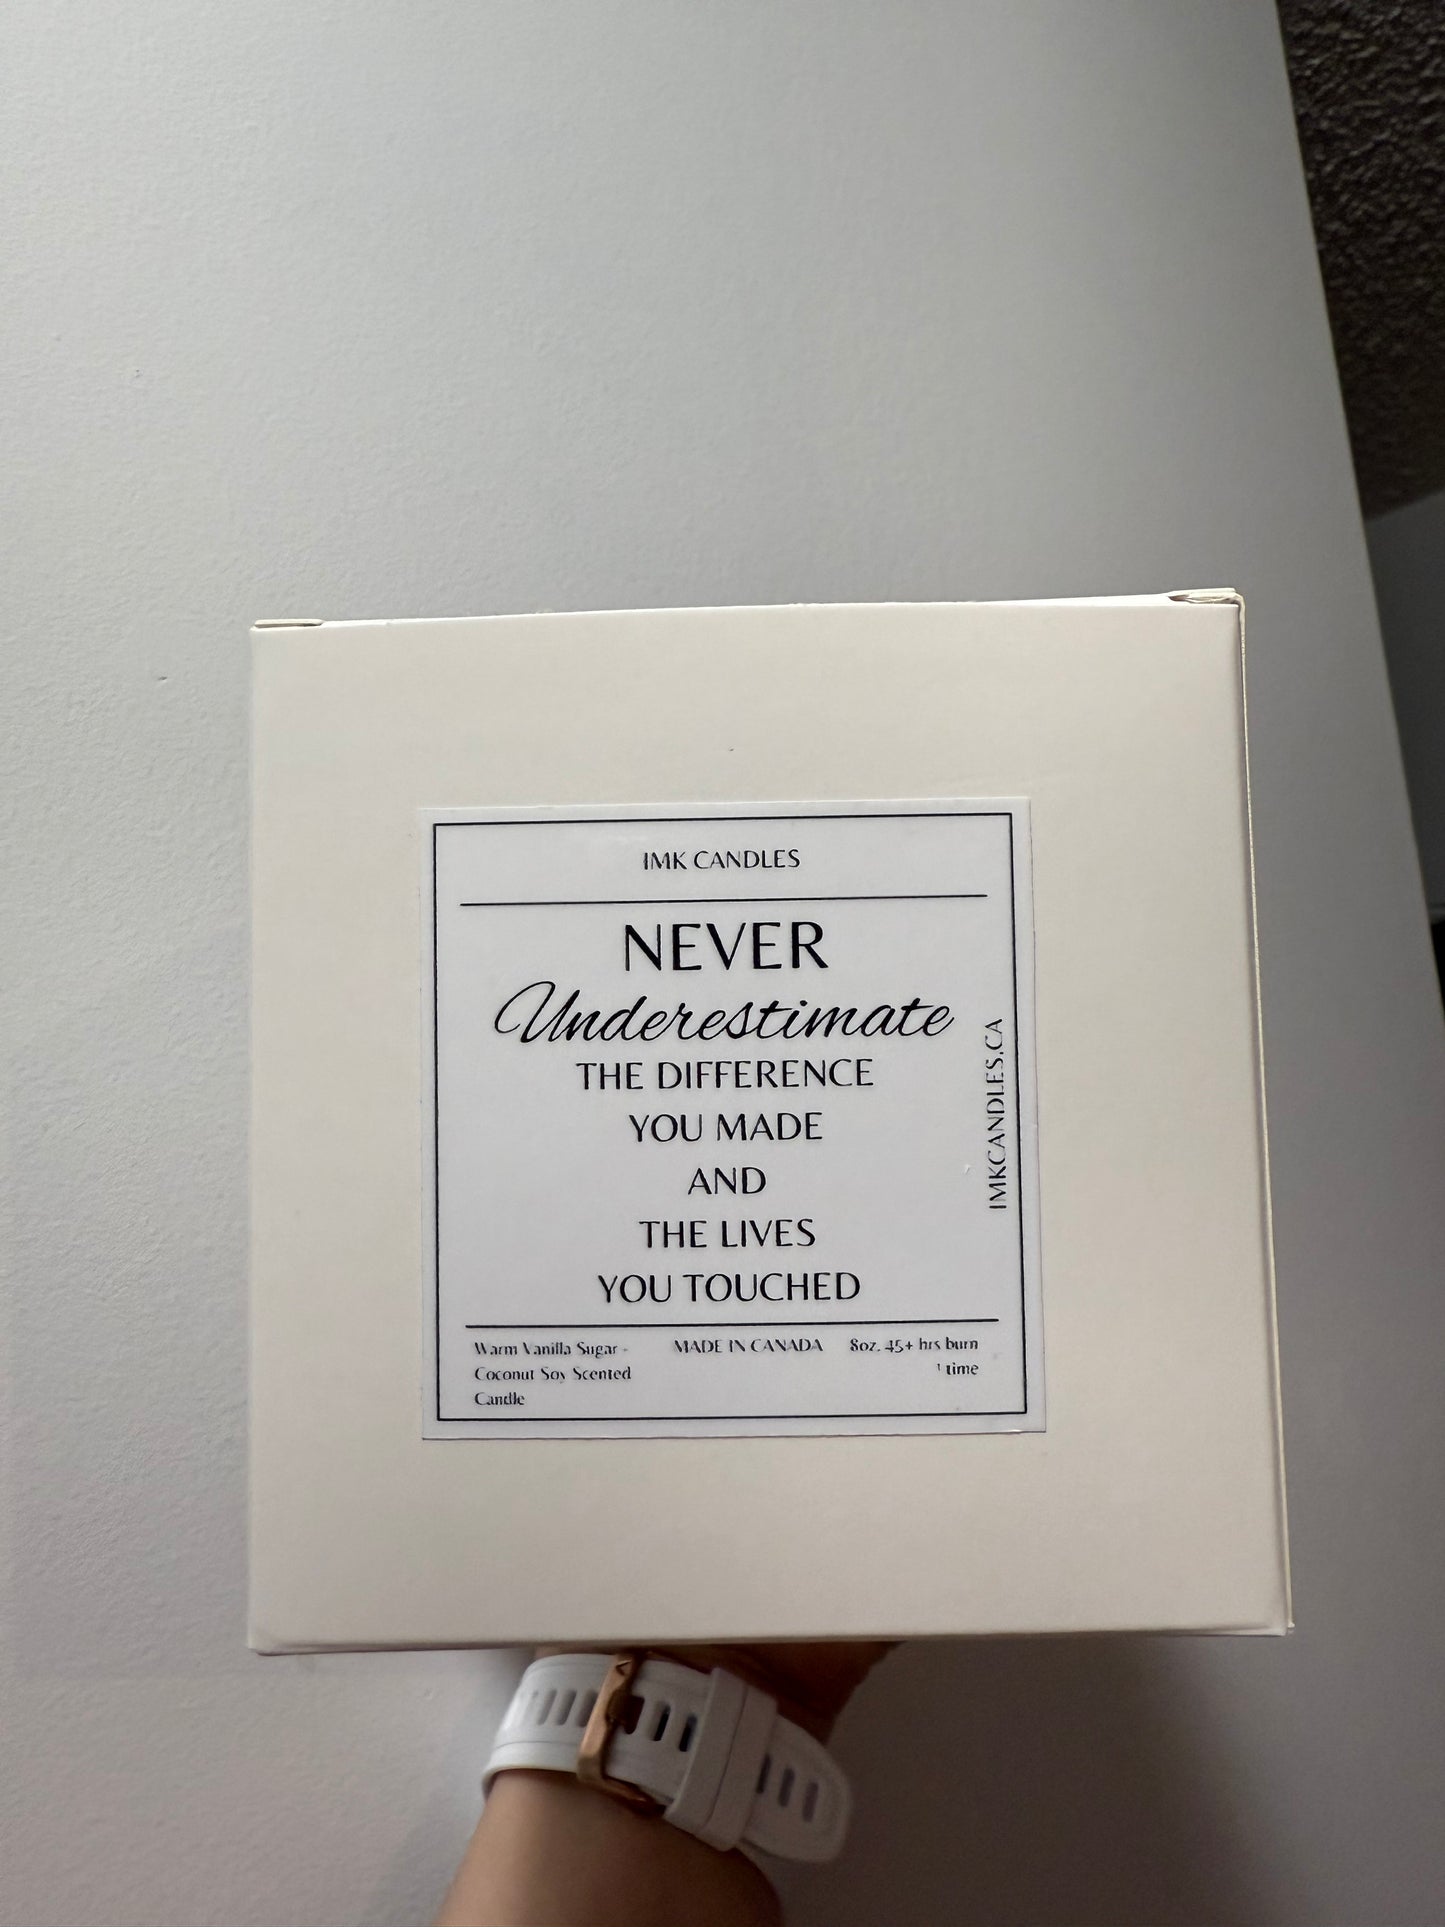 IMK CANDLES
NEVER
Underestimate
THE DIFFERENCE
YOU MADE
AND
THE LIVES
YOU TOUCHED
IMKCANDLES.CA
Warm Vanilla Sugar -
Coconut Soy Scented
Candle
MADE IN CANADA
8oz. 45+ hrs burn
time